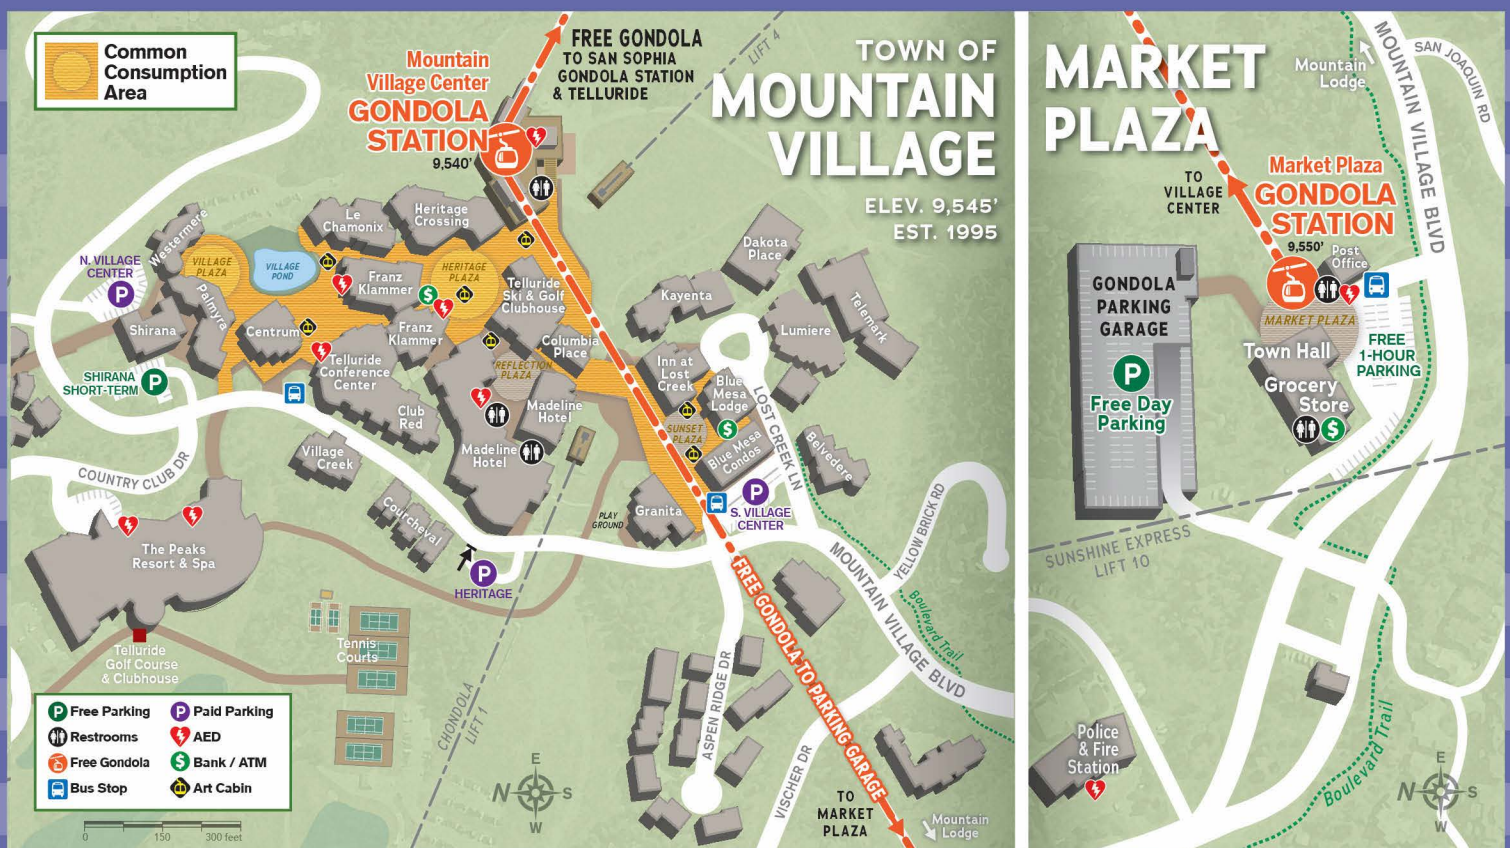 Common
Consumption
Area
Mountain
Village Center
GONDOLA
STATION
9,540'
FREE GONDOLA
TO SAN SOPHIA
GONDOLA STATION
& TELLURIDE
LIFT 4
TOWN OF
MOUNTAIN
VILLAGE
ELEV. 9,545'
EST. 1995
Westermere
Le
Chamonix
Heritage
Crossing
N. VILLAGE
CENTER
P
VILLAGE
PLAZA
VILLAGE
POND
Franz
Klammer
HERITAGE
PLAZA
Telluride
Ski & Golf
Clubhouse
Palmyra
Shirana
Centrum
Franz
Klammer
Columbia
Place
Telluride
Conference
Center
REFLECTION
PLAZA
SHIRANA
SHORT-TERM
P
Club
Red
Madeline
Hotel
Madeline
Hotel
Village
Creek
Dakota
Place
Kayenta
Lumiere
Telemark
Inn at
Lost
Creek
Blue
Mesa
Lodge
SUNSET
PLAZA
Blue Mesa
Condos
LOST CREEK LN
Belvedere
Granita
P
S. VILLAGE
CENTER
PLAY
GROUND
COUNTRY CLUB DR
Courcheval
P
HERITAGE
The Peaks
Resort & Spa
Telluride
Golf Course
& Clubhouse
Tennis
Courts
CHONDOLA
LIFT 1
YELLOW BRICK RD
Boulevard Trail
MOUNTAIN VILLAGE BLVD
FREE GONDOLA TO PARKING GARAGE
ASPEN RIDGE DR
VISCHER DR
TO
MARKET
PLAZA
Mountain
Lodge
P Free Parking
P Paid Parking
Restrooms
AED
Free Gondola
$ Bank / ATM
Bus Stop
Art Cabin
0 150 300 feet
E
N S
W
MARKET
PLAZA
Mountain
Lodge
MOUNTAIN VILLAGE BLVD
SAN JOAQUIN RD
TO
VILLAGE
CENTER
Market Plaza
GONDOLA
STATION
9,550'
Post
Office
GONDOLA
PARKING
GARAGE
P
Free Day
Parking
MARKET PLAZA
Town Hall
Grocery
Store
$
FREE
1-HOUR
PARKING
SUNSHINE EXPRESS
LIFT 10
Police
& Fire
Station
Boulevard Trail
E
N S
W